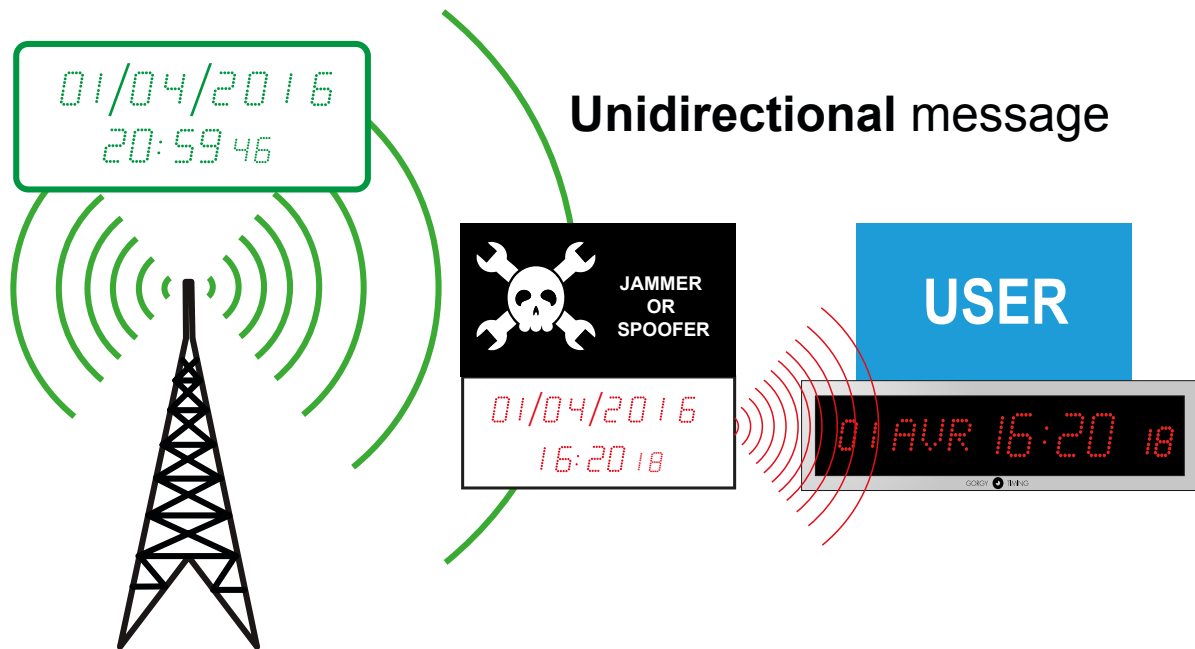 01/04/2016
20:59 46
Unidirectional message
JAMMER
OR
SPOOFER
01/04/2016
16:20 18
USER
01 AVR 16:20 18
GORGY TIMING